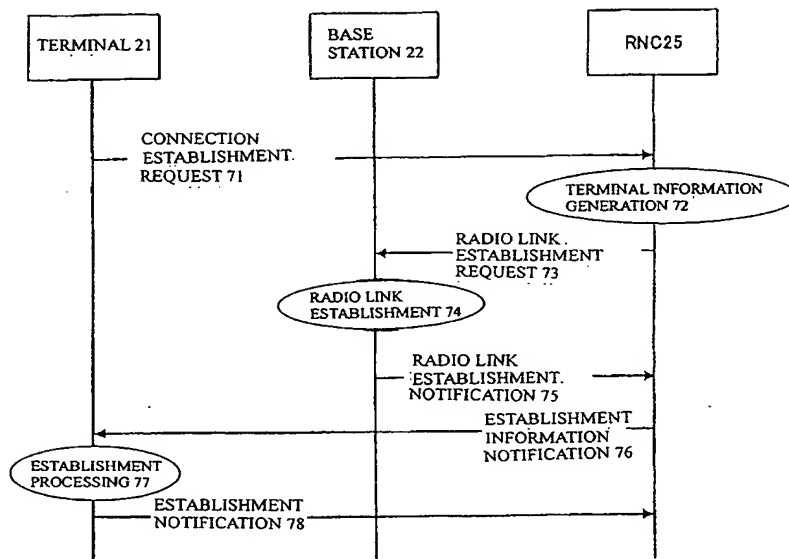 TERMINAL 21
BASE
STATION 22
RNC25
CONNECTION
ESTABLISHMENT.
REQUEST 71
TERMINAL INFORMATION
GENERATION 72
RADIO LINK.
ESTABLISHMENT
REQUEST 73
RADIO LINK
ESTABLISHMENT 74
RADIO LINK
ESTABLISHMENT.
NOTIFICATION 75
ESTABLISHMENT
INFORMATION
NOTIFICATION 76
ESTABLISHMENT
PROCESSING 77
ESTABLISHMENT
NOTIFICATION 78